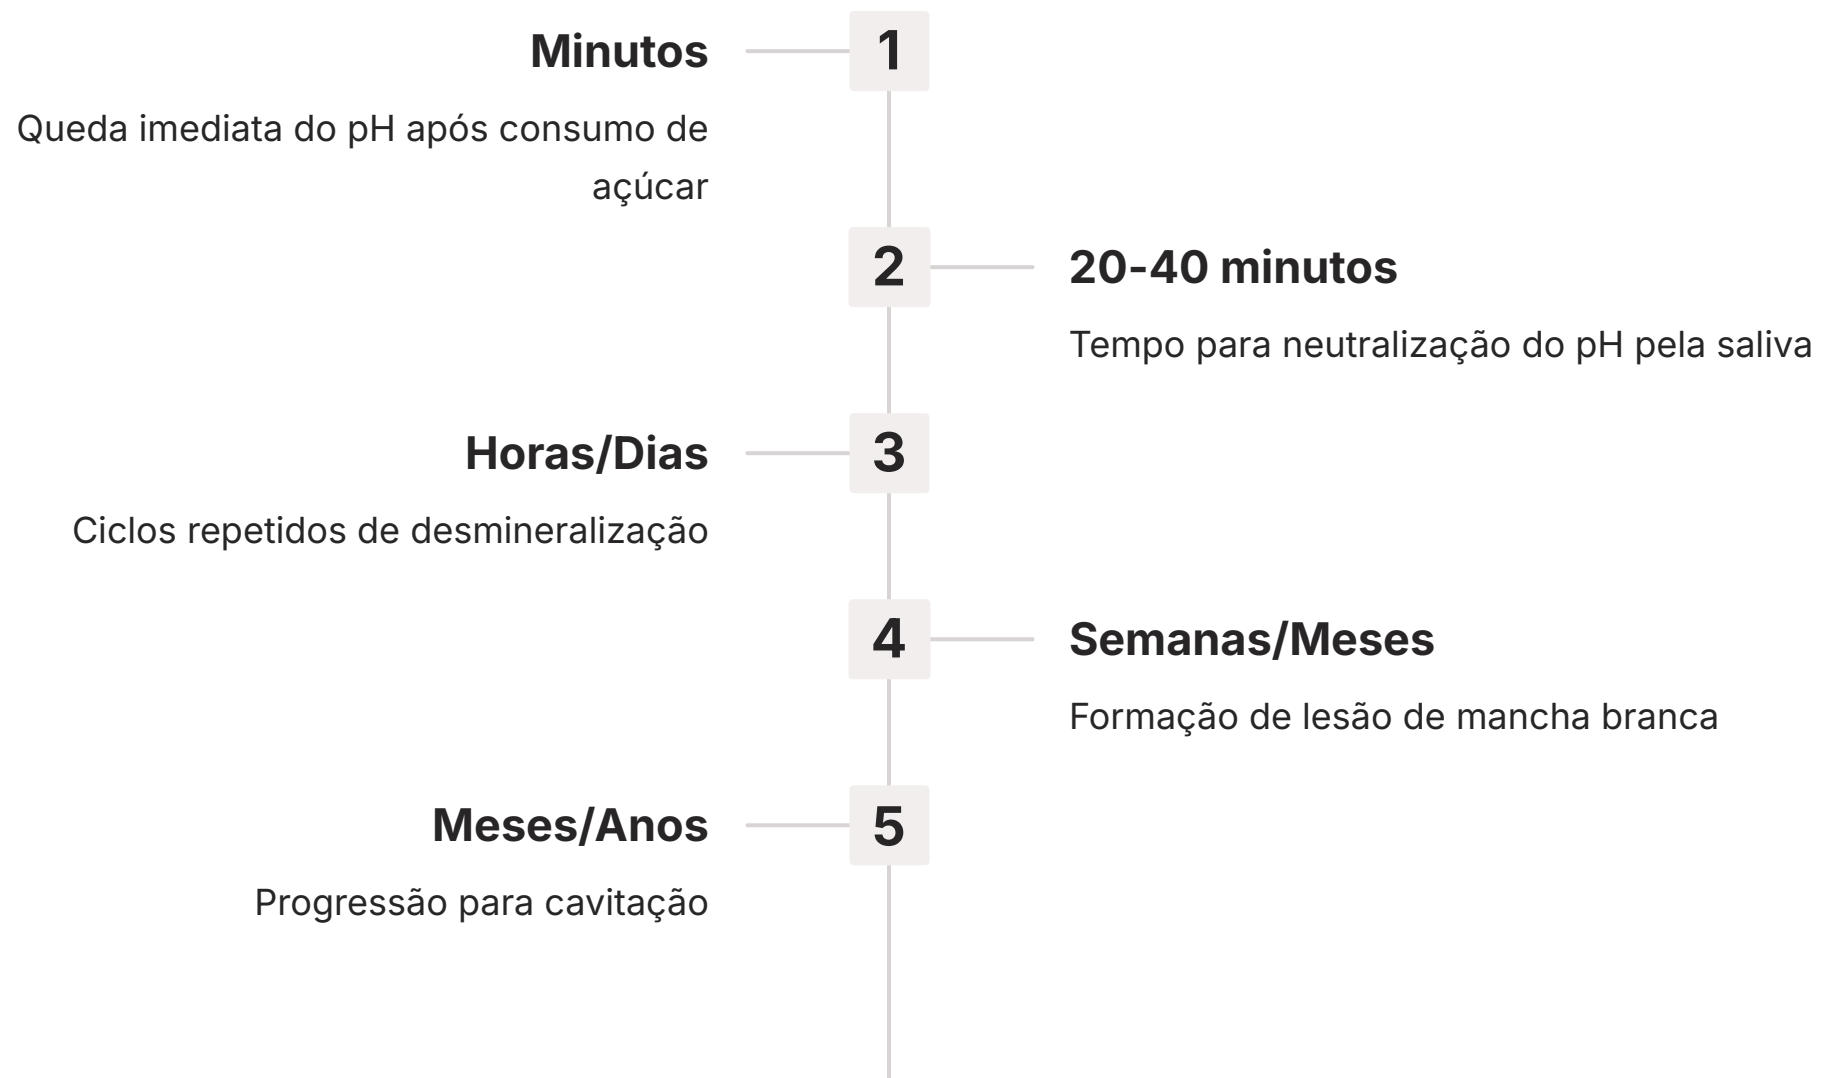 1
Minutos
Queda imediata do pH após consumo de
açúcar
2
20-40 minutos
Tempo para neutralização do pH pela saliva
3
Horas/Dias
Ciclos repetidos de desmineralização
4
Semanas/Meses
Formação de lesão de mancha branca
5
Meses/Anos
Progressão para cavitação